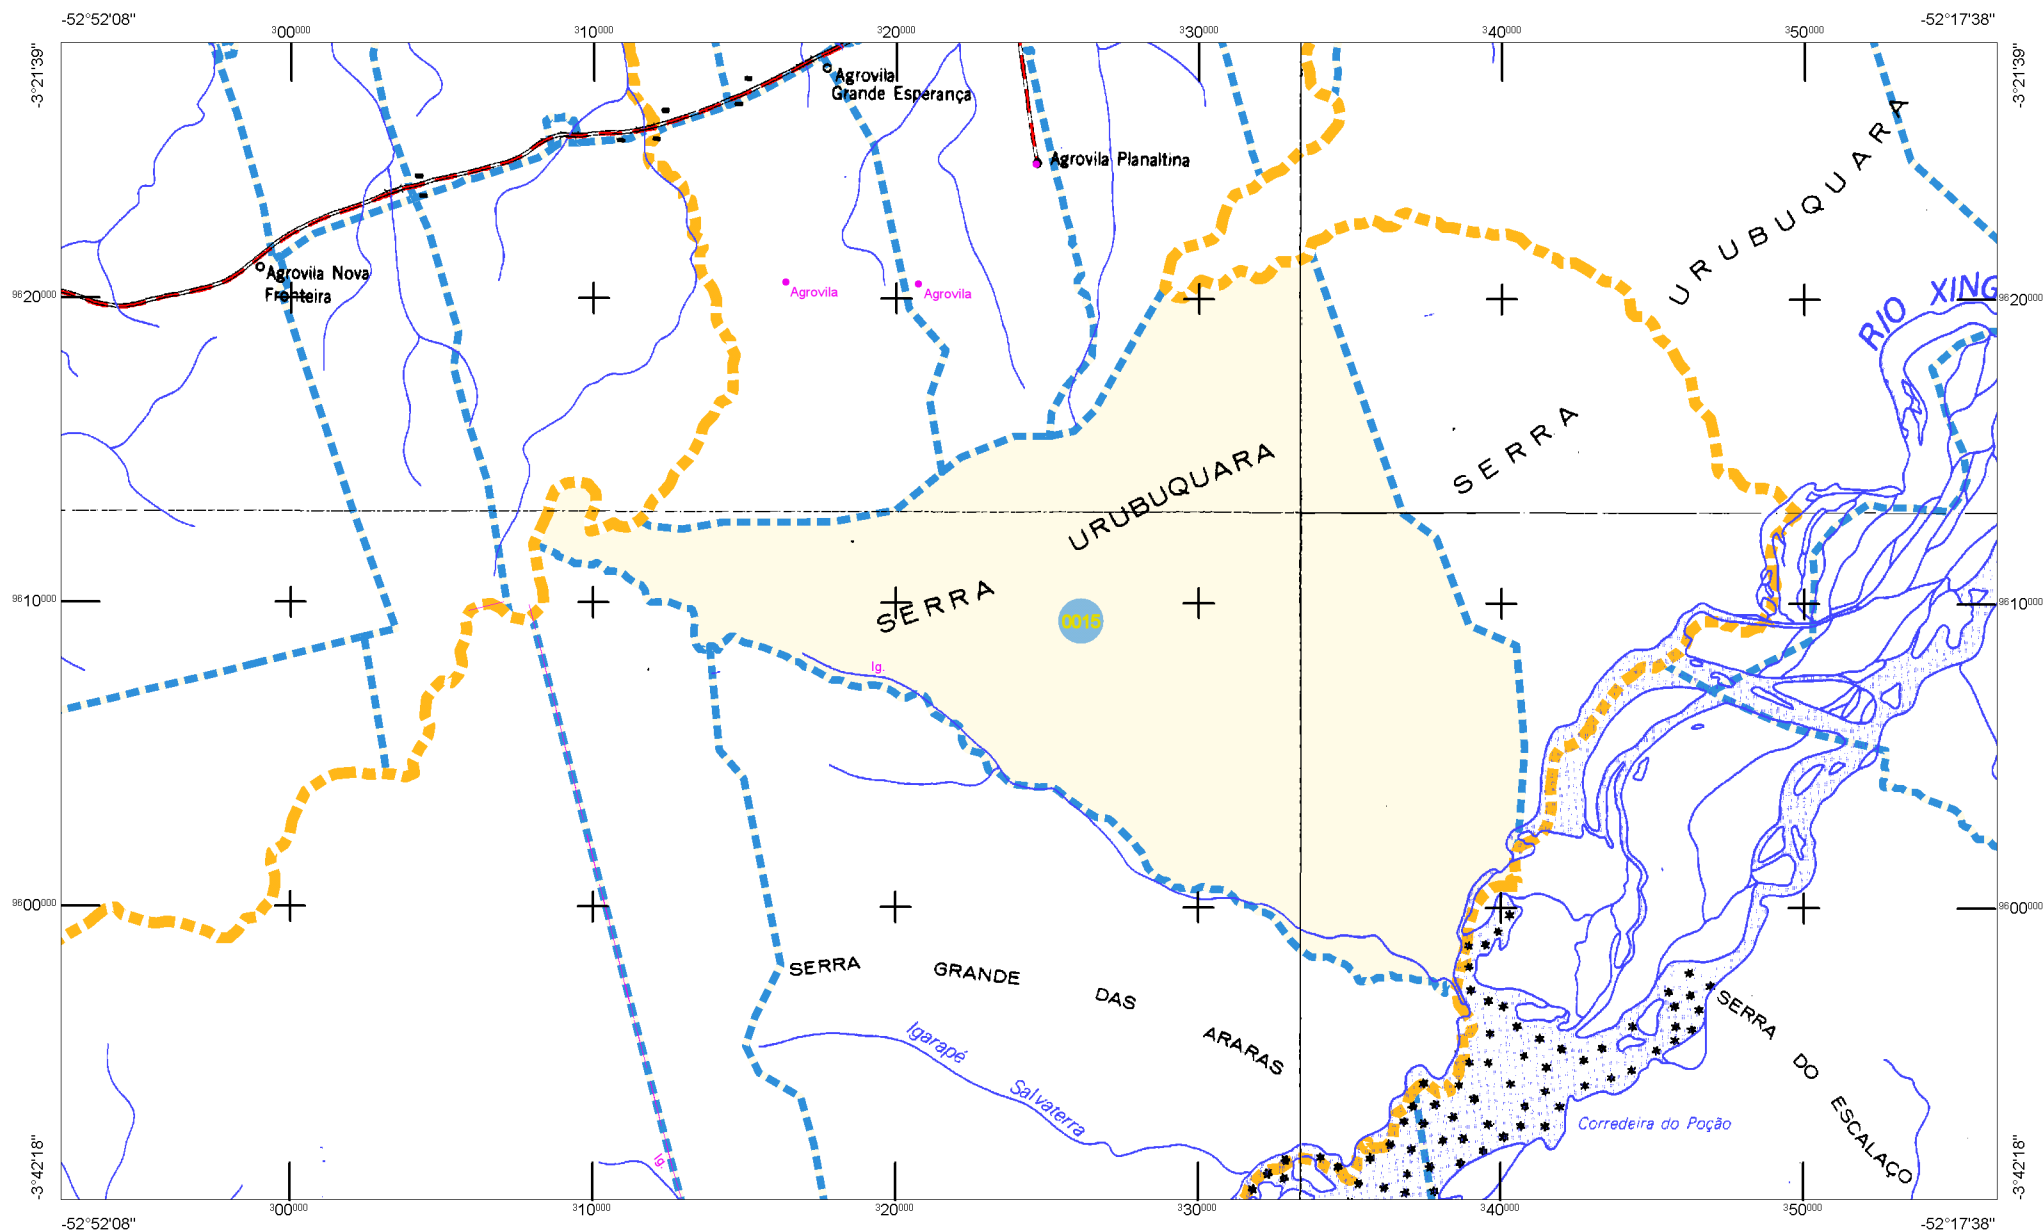 -52°52'08"
-52°17'38"
300000
310000
320000
330000
340000
350000
-3°21'39"
-3°21'39"
Agrovila
Grande Esperança
Agrovila Planaltina
URUBUQUARA
Agrovila Nova
Fronteira
Agrovila
Agrovila
9620000
9620000
RIO XING
SERRA
URUBUQUARA
SERRA
9610000
9610000
0015
Ig.
9600000
9600000
SERRA GRANDE DAS ARARAS
Igarapé Salvaterra
SERRA DO ESCALAÇO
Corredeira do Poção
Ig.
-3°42'18"
-3°42'18"
300000
310000
320000
330000
340000
350000
-52°52'08"
-52°17'38"